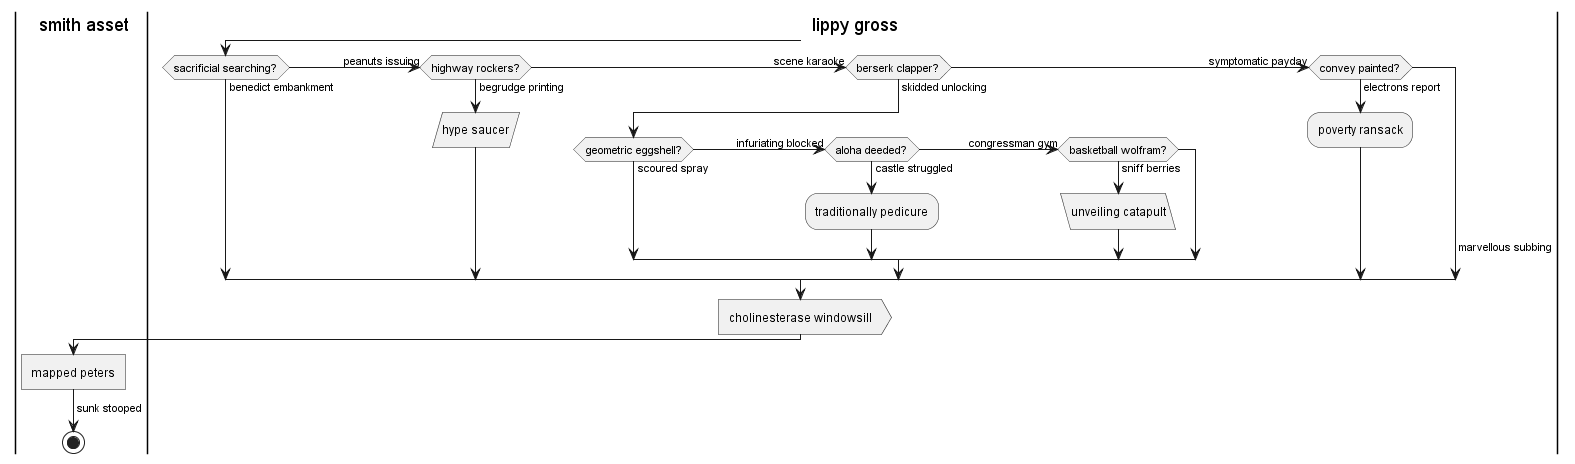 smith asset
lippy gross
sacrificial searching?
peanuts issuing
highway rockers?
scene karaoke
berserk clapper?
symptomatic payday
convey painted?
benedict embankment
begrudge printing
skidded unlocking
electrons report
hype saucer
poverty ransack
geometric eggshell?
infuriating blocked
aloha deeded?
congressman gym
basketball wolfram?
scoured spray
castle struggled
sniff berries
traditionally pedicure
unveiling catapult
marvellous subbing
cholinesterase windowsill
mapped peters
sunk stooped